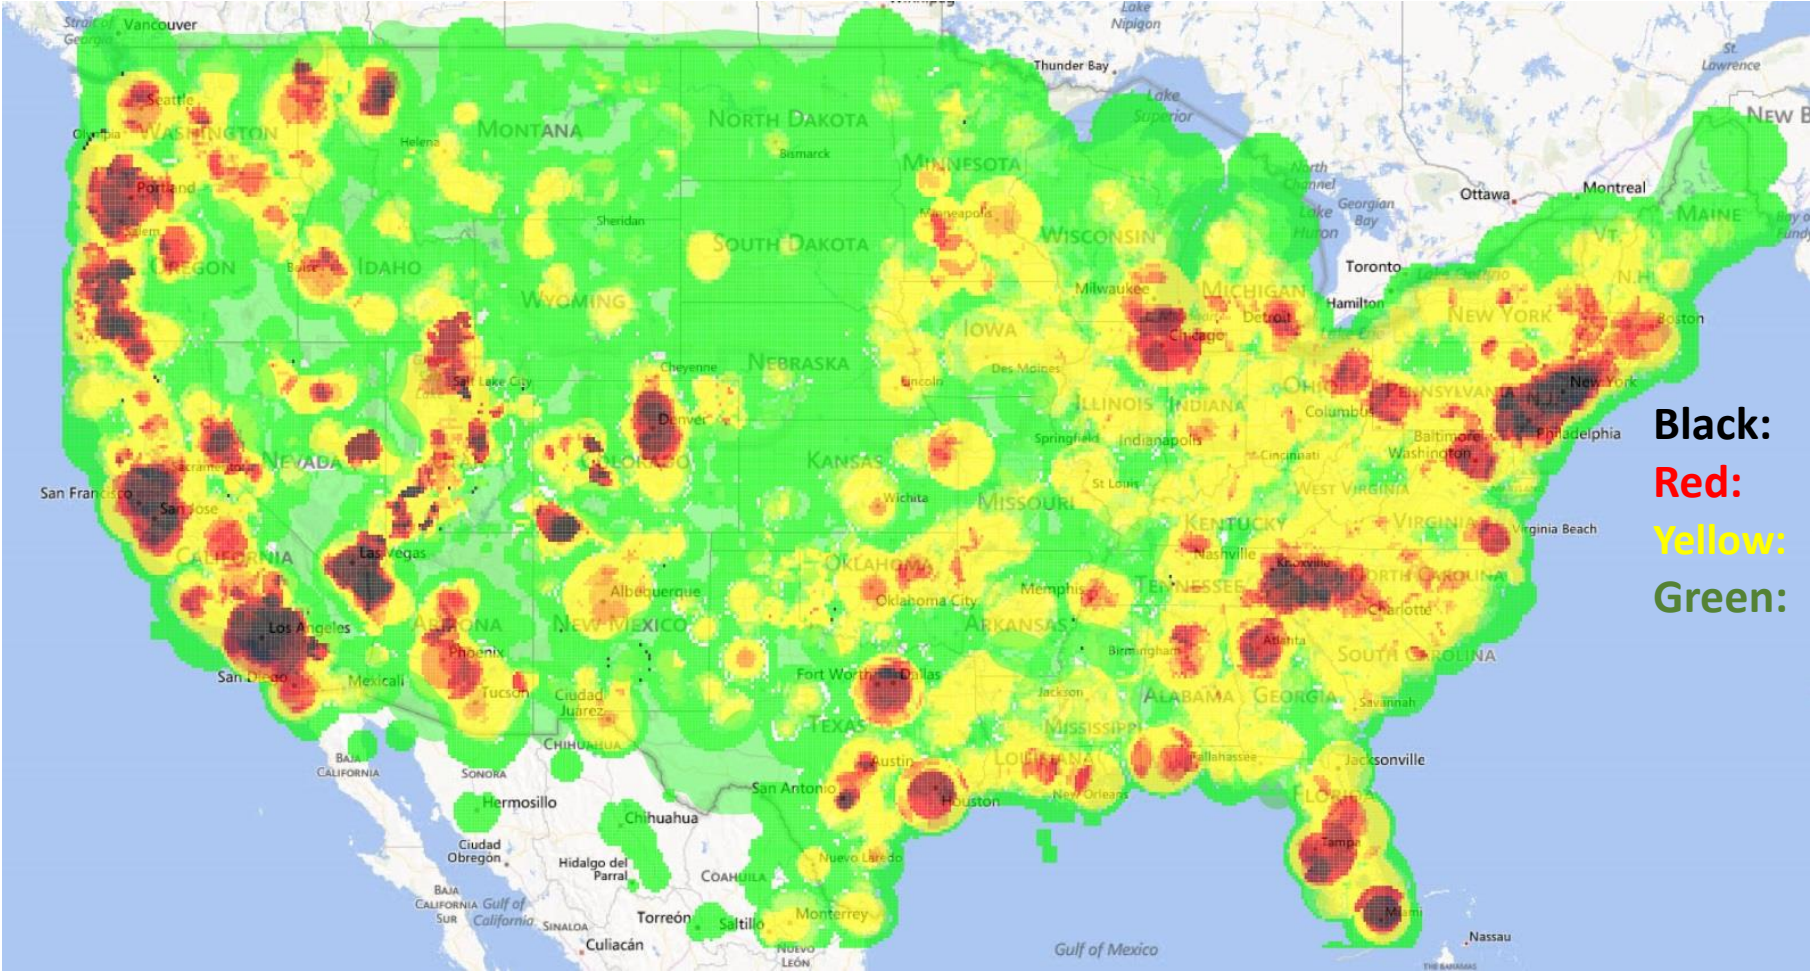 Strait of
Georgia
Vancouver
Lake
Nipigon
Thunder Bay
St.
Lawrence
Seattle
Olympia
WASHINGTON
Helena
MONTANA
NORTH DAKOTA
Bismarck
Lake
Superior
NEW B
MINNESOTA
North
Channel
Ottawa
Montreal
Portland
Salem
Sheridan
Minneapolis
Lake
Huron
Georgian
Bay
MAINE
VT.
OREGON
Boise
IDAHO
SOUTH DAKOTA
WISCONSIN
Toronto
N.H.
WYOMING
Milwaukee
MICHIGAN
Hamilton
NEW YORK
Boston
IOWA
Chicago
Detroit
Cheyenne
NEBRASKA
Des Moines
Salt Lake City
Lincoln
OHIO
PENNSYLVANIA
New York
N.J.
ILLINOIS
INDIANA
Columbus
Denver
Springfield
Indianapolis
Baltimore
Philadelphia
Black:
Sacramento
NEVADA
COLORADO
KANSAS
Cincinnati
Washington
San Francisco
San Jose
Wichita
MISSOURI
St Louis
WEST VIRGINIA
Red:
KENTUCKY
VIRGINIA
Virginia Beach
Yellow:
CALIFORNIA
Las Vegas
OKLAHOMA
Nashville
Knoxville
Albuquerque
Oklahoma City
Memphis
TENNESSEE
NORTH CAROLINA
Charlotte
Green:
Los Angeles
ARIZONA
NEW MEXICO
ARKANSAS
Phoenix
Birmingham
Atlanta
SOUTH CAROLINA
San Diego
Mexicali
Tucson
Ciudad
Juárez
Fort Worth
Dallas
Jackson
ALABAMA
GEORGIA
Savannah
TEXAS
MISSISSIPPI
CHIHUAHUA
BAJA
CALIFORNIA
SONORA
Austin
LOUISIANA
Tallahassee
Jacksonville
San Antonio
Houston
New Orleans
FLORIDA
Hermosillo
Chihuahua
Ciudad
Obregón
Hidalgo del
Parral
COAHUILA
Nuevo Laredo
Tampa
BAJA
CALIFORNIA
SUR
Gulf of
California
SINALOA
Torreón
Saltillo
Monterrey
Miami
Culiacán
NUEVO
LEÓN
Gulf of Mexico
Nassau
THE BAHAMAS